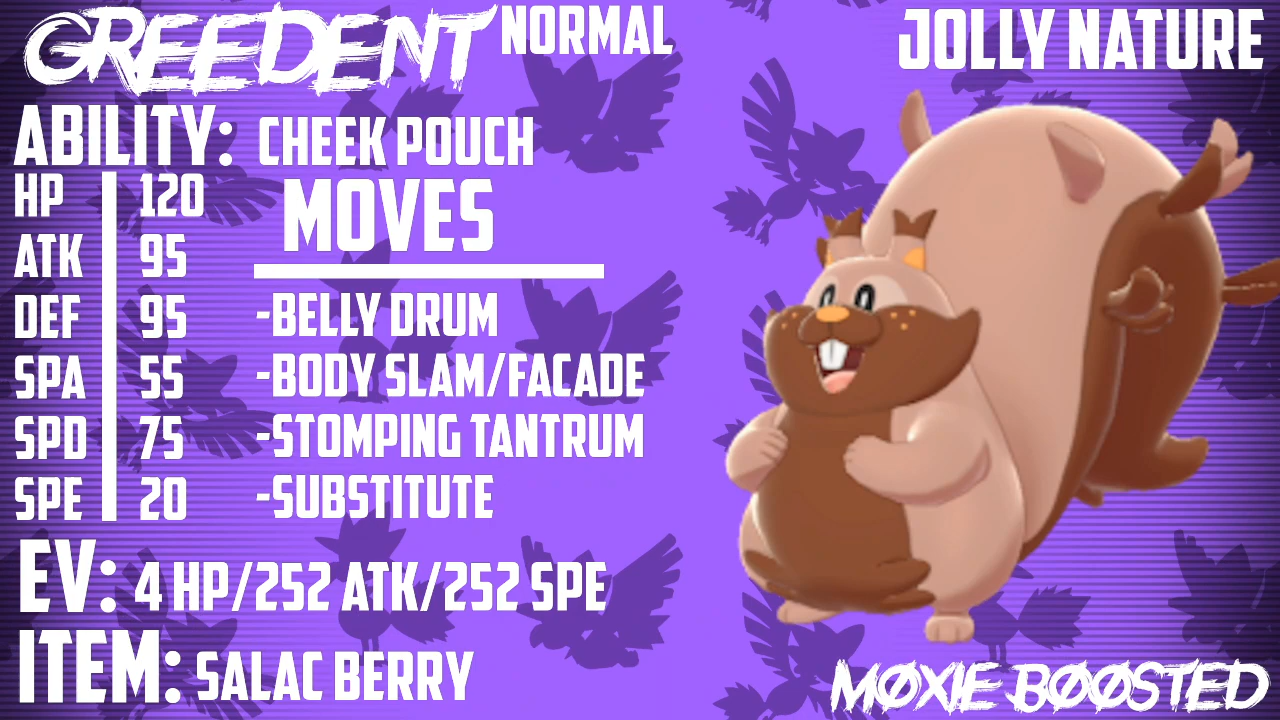 GREEDENT NORMAL
JOLLY NATURE
ABILITY: CHEEK POUCH
HP 120
ATK 95
DEF 95
SPA 55
SPD 75
SPE 20
MOVES
-BELLY DRUM
-BODY SLAM/FACADE
-STOMPING TANTRUM
-SUBSTITUTE
EV: 4 HP/252 ATK/252 SPE
ITEM: SALAC BERRY
MØXIE BØØSTED